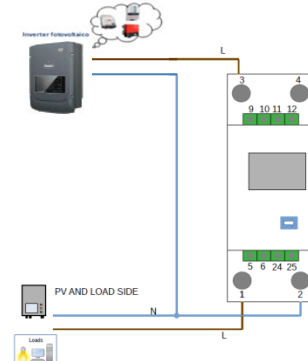 Inverter fotovoltaico
L
3 4
9 10 11 12
5 6 24 25
1 2
PV AND LOAD SIDE
N
L
Loads